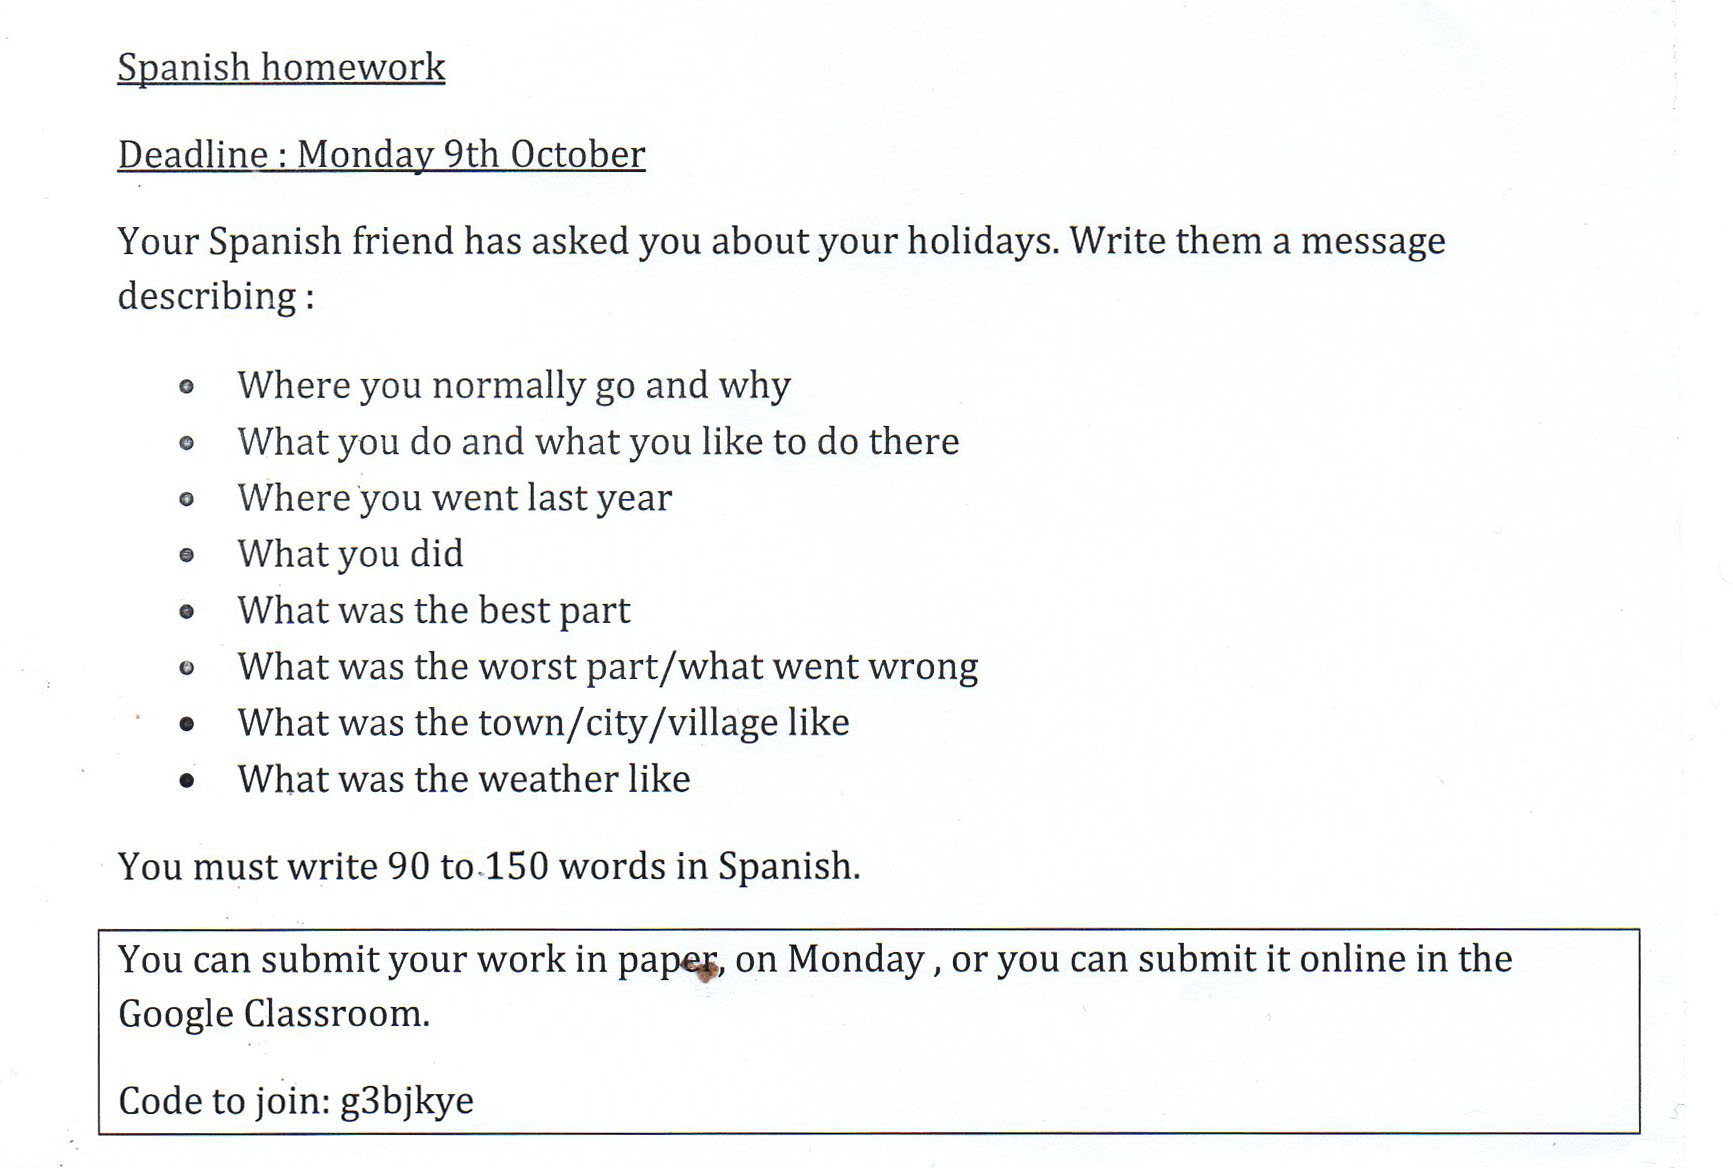 Spanish homework
Deadline : Monday 9th October
Your Spanish friend has asked you about your holidays. Write them a message
describing :
• Where you normally go and why
• What you do and what you like to do there
• Where you went last year
• What you did
• What was the best part
• What was the worst part/what went wrong
• What was the town/city/village like
• What was the weather like
You must write 90 to 150 words in Spanish.
You can submit your work in paper, on Monday , or you can submit it online in the
Google Classroom.
Code to join: g3bjkye